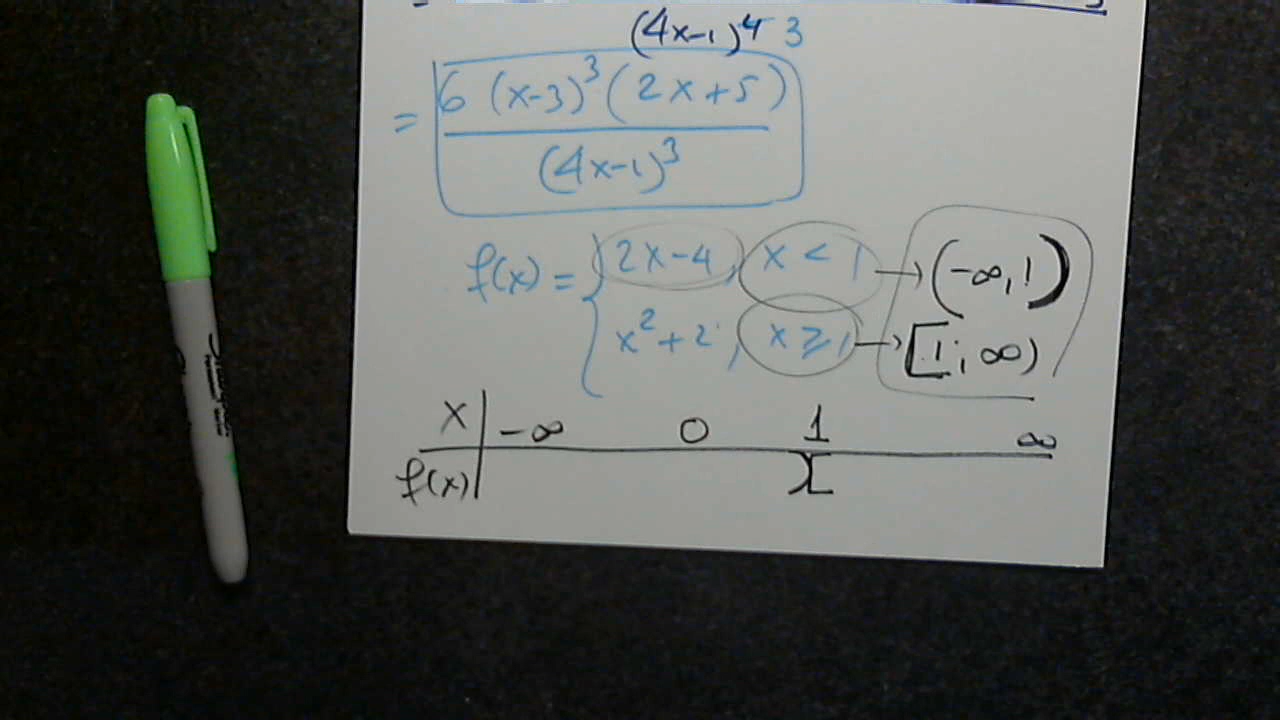 (4x-1)^4 3
= 6 (x-3)^3 (2x+5)
(4x-1)^3
f(x) = { 2x-4, x < 1 → (-∞, 1)
x^2+2, x ≥ 1 → [1; ∞)
x | -∞ 0 1 ∞
f(x) |